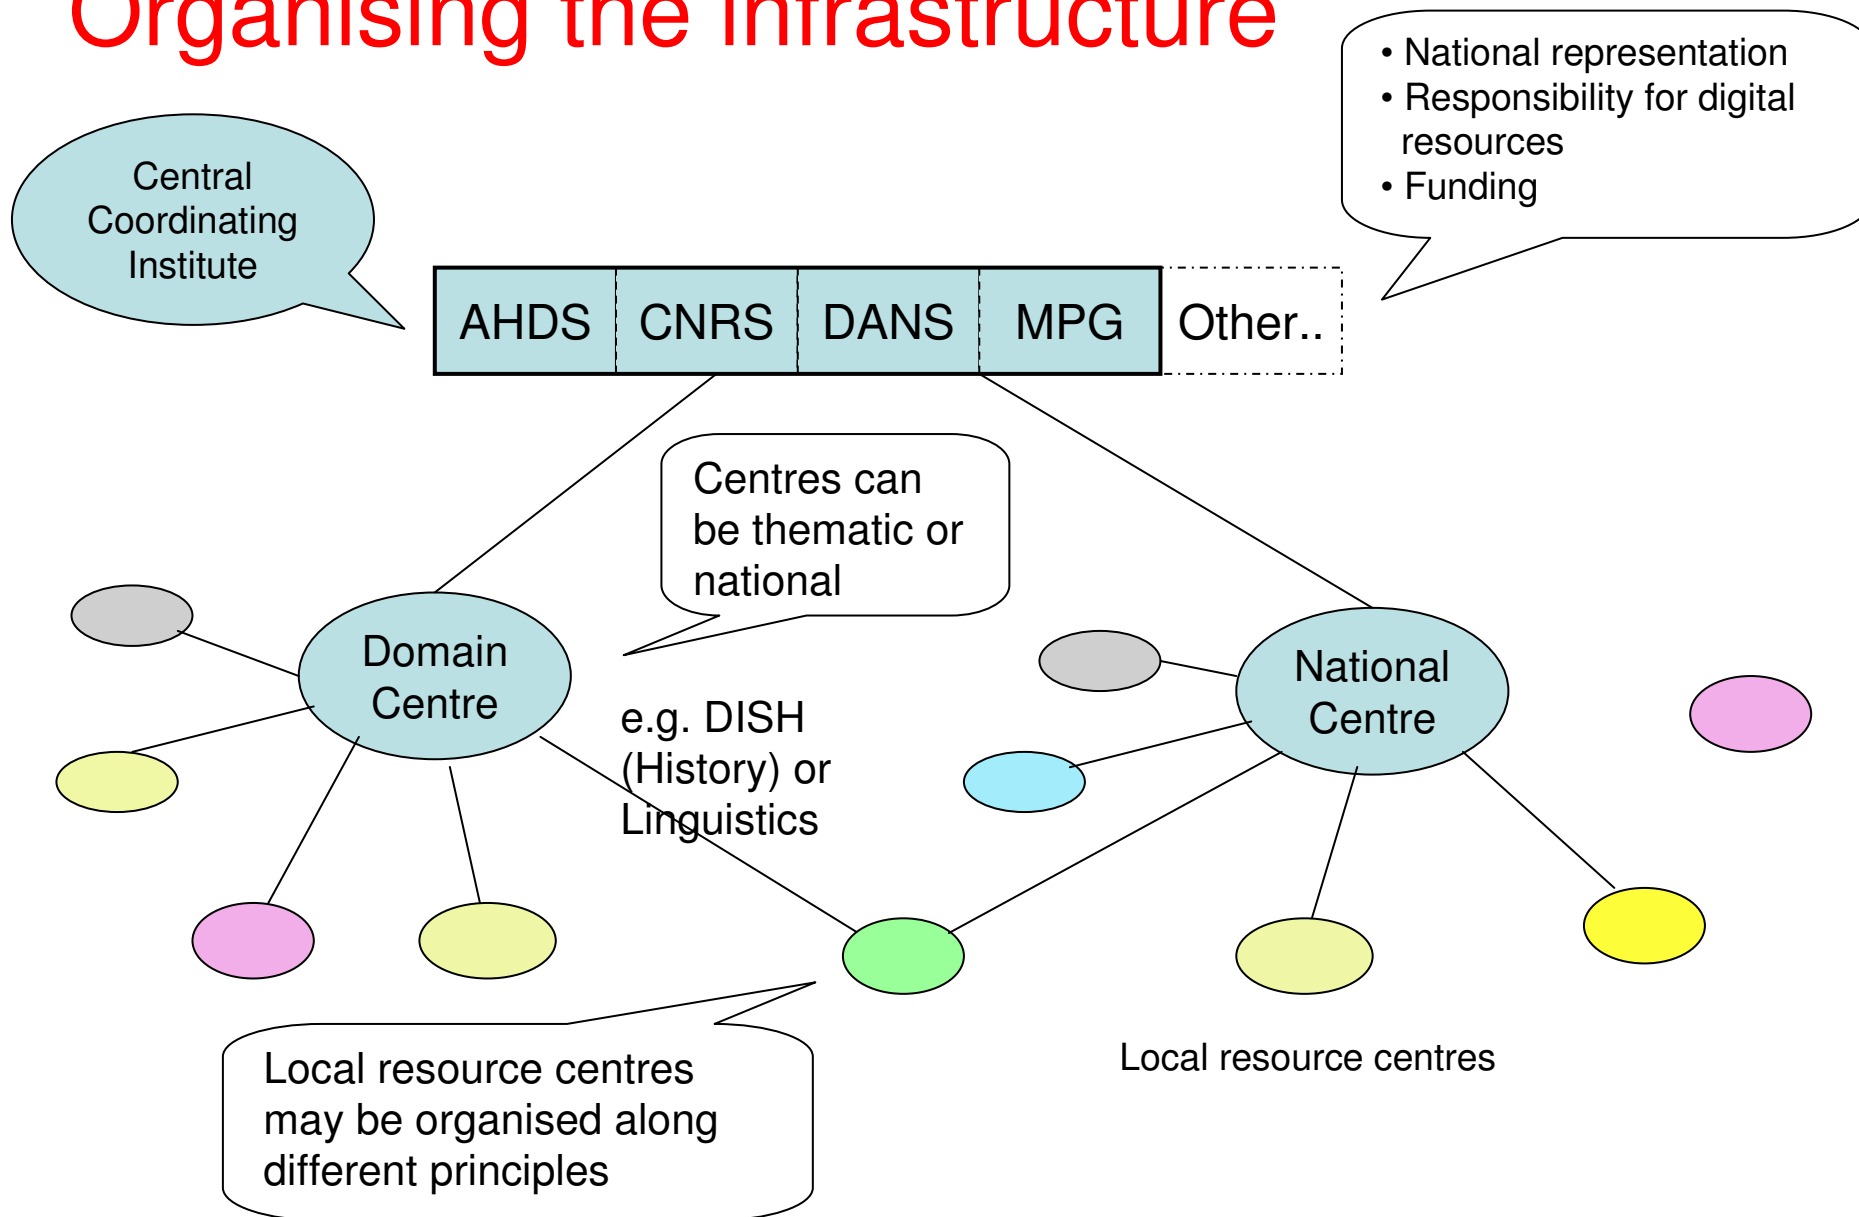 Organising the Infrastructure
• National representation
• Responsibility for digital
resources
• Funding
Central
Coordinating
Institute
AHDS CNRS DANS MPG Other..
Centres can
be thematic or
national
Domain
Centre
National
Centre
e.g. DISH
(History) or
Linguistics
Local resource centres
Local resource centres
may be organised along
different principles